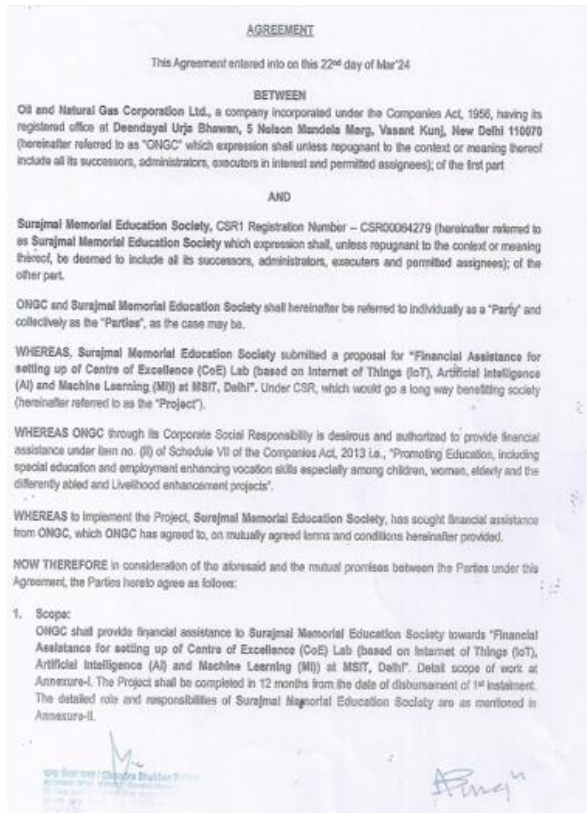 AGREEMENT
This Agreement entered into on this 22nd day of Mar'24
BETWEEN
Oil and Natural Gas Corporation Ltd., a company incorporated under the Companies Act, 1956, having its
registered office at Deendayal Urja Bhawan, 5 Nelson Mandela Marg, Vasant Kunj, New Delhi 110070
(hereinafter referred to as "ONGC" which expression shall unless repugnant to the context or meaning thereof
include all its successors, administrators, executors in interest and permitted assignees); of the first part
AND
Surajmal Memorial Education Society, CSR1 Registration Number – CSR00064279 (hereinafter referred to
as Surajmal Memorial Education Society which expression shall, unless repugnant to the context or meaning
thereof, be deemed to include all its successors, administrators, executers and permitted assignees); of the
other part.
ONGC and Surajmal Memorial Education Society shall hereinafter be referred to individually as a "Party" and
collectively as the "Parties", as the case may be.
WHEREAS, Surajmal Memorial Education Society submitted a proposal for "Financial Assistance for
setting up of Centre of Excellence (CoE) Lab (based on Internet of Things (IoT), Artificial Intelligence
(AI) and Machine Learning (Ml)) at MSIT, Delhi". Under CSR, which would go a long way benefiting society
(hereinafter referred to as the "Project").
WHEREAS ONGC through its Corporate Social Responsibility is desirous and authorized to provide financial
assistance under item no. (II) of Schedule VII of the Companies Act, 2013 i.e., "Promoting Education, including
special education and employment enhancing vocation skills especially among children, women, elderly and the
differently abled and Livelihood enhancement projects".
WHEREAS to implement the Project, Surajmal Memorial Education Society, has sought financial assistance
from ONGC, which ONGC has agreed to, on mutually agreed terms and conditions hereinafter provided.
NOW THEREFORE in consideration of the aforesaid and the mutual promises between the Parties under this
Agreement, the Parties hereto agree as follows:
1. Scope:
ONGC shall provide financial assistance to Surajmal Memorial Education Society towards "Financial
Assistance for setting up of Centre of Excellence (CoE) Lab (based on Internet of Things (IoT),
Artificial Intelligence (AI) and Machine Learning (Ml)) at MSIT, Delhi". Detail scope of work at
Annexure-I. The Project shall be completed in 12 months from the date of disbursement of 1st instalment.
The detailed role and responsibilities of Surajmal Memorial Education Society are as mentioned in
Annexure-II.